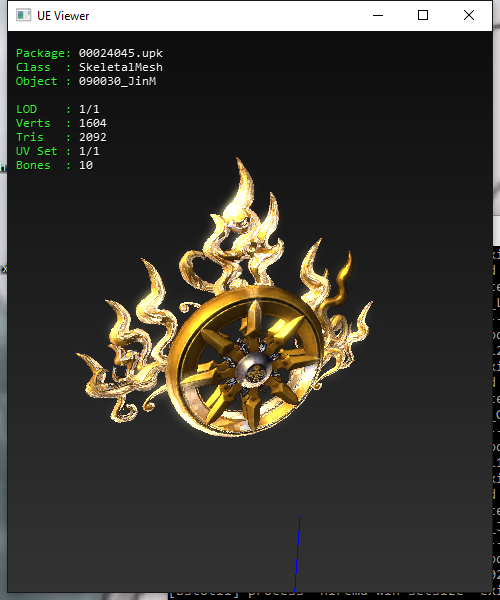 UE Viewer
Package: 00024045.upk
Class : SkeletalMesh
Object : 090030_JinM
LOD : 1/1
Verts : 1604
Tris : 2092
UV Set : 1/1
Bones : 10